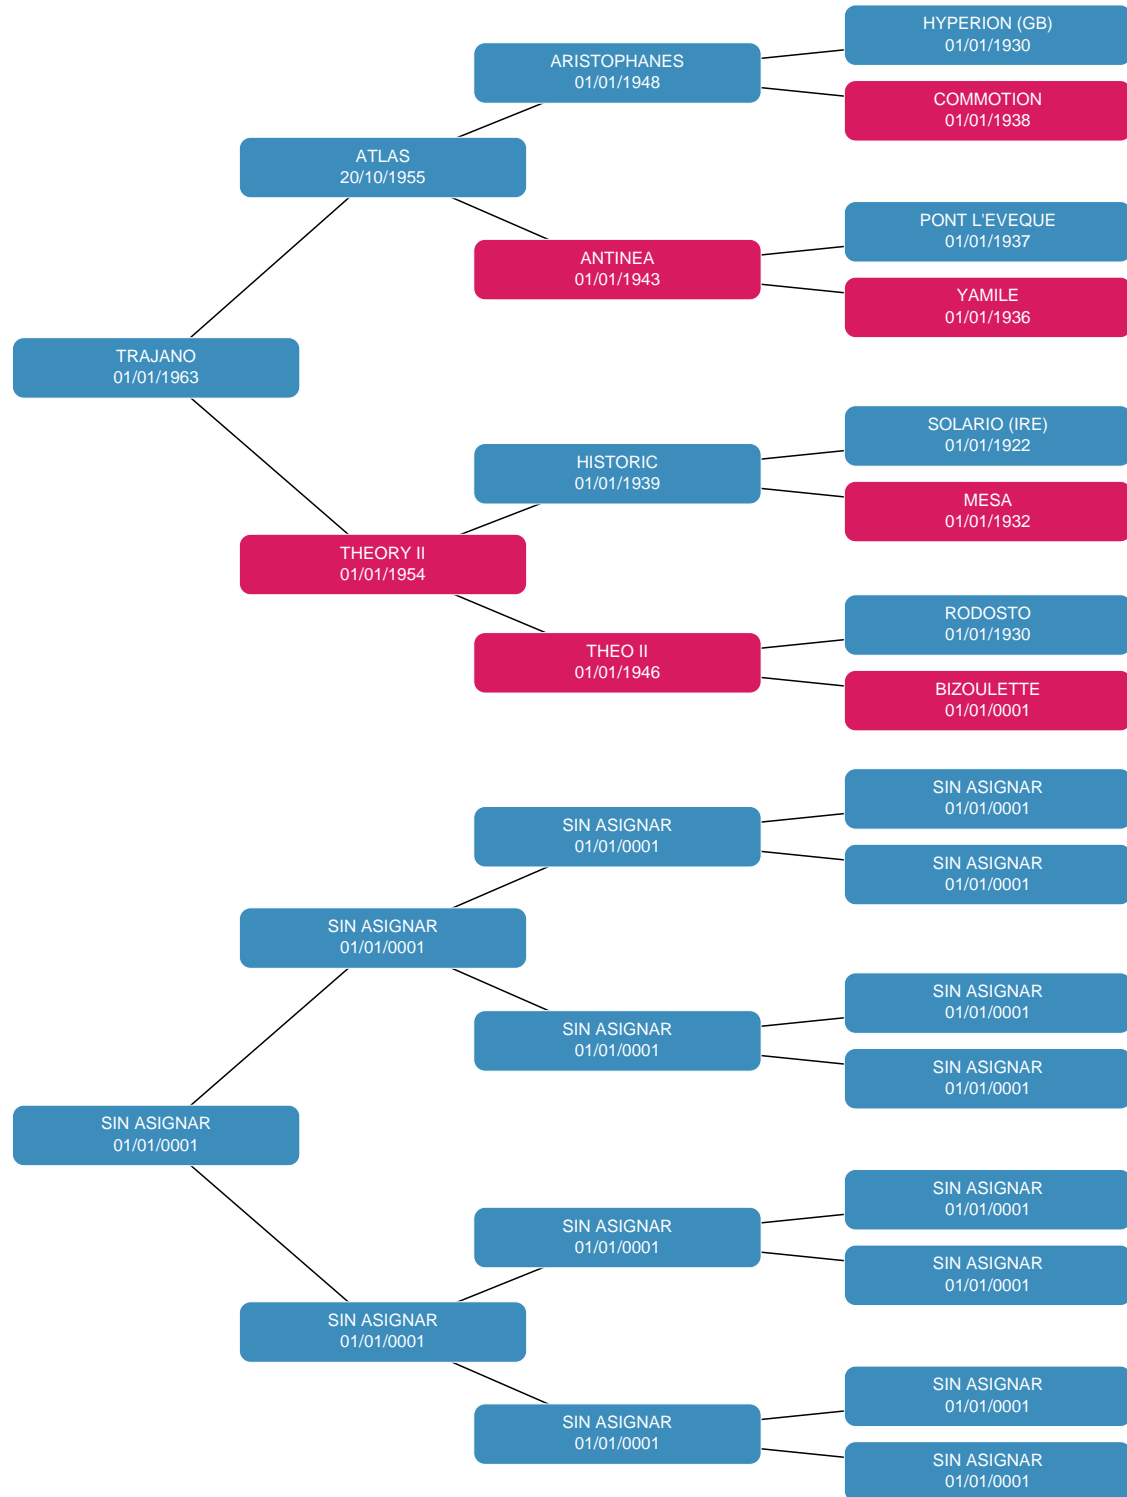 HYPERION (GB)
01/01/1930
ARISTOPHANES
01/01/1948
COMMOTION
01/01/1938
ATLAS
20/10/1955
PONT L'EVEQUE
01/01/1937
ANTINEA
01/01/1943
YAMILE
01/01/1936
TRAJANO
01/01/1963
SOLARIO (IRE)
01/01/1922
HISTORIC
01/01/1939
MESA
01/01/1932
THEORY II
01/01/1954
RODOSTO
01/01/1930
THEO II
01/01/1946
BIZOULETTE
01/01/0001
SIN ASIGNAR
01/01/0001
SIN ASIGNAR
01/01/0001
SIN ASIGNAR
01/01/0001
SIN ASIGNAR
01/01/0001
SIN ASIGNAR
01/01/0001
SIN ASIGNAR
01/01/0001
SIN ASIGNAR
01/01/0001
SIN ASIGNAR
01/01/0001
SIN ASIGNAR
01/01/0001
SIN ASIGNAR
01/01/0001
SIN ASIGNAR
01/01/0001
SIN ASIGNAR
01/01/0001
SIN ASIGNAR
01/01/0001
SIN ASIGNAR
01/01/0001
SIN ASIGNAR
01/01/0001